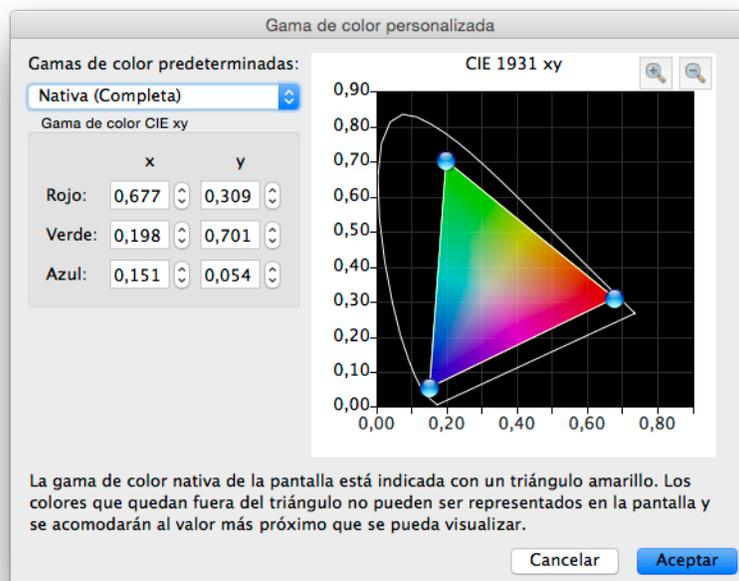 Gama de color personalizada
Gamas de color predeterminadas:
Nativa (Completa)
Gama de color CIE xy
x y
Rojo: 0,677 0,309
Verde: 0,198 0,701
Azul: 0,151 0,054
CIE 1931 xy
0,90
0,80
0,70
0,60
0,50
0,40
0,30
0,20
0,10
0,00
0,00 0,20 0,40 0,60 0,80
La gama de color nativa de la pantalla está indicada con un triángulo amarillo. Los
colores que quedan fuera del triángulo no pueden ser representados en la pantalla y
se acomodarán al valor más próximo que se pueda visualizar.
Cancelar Aceptar